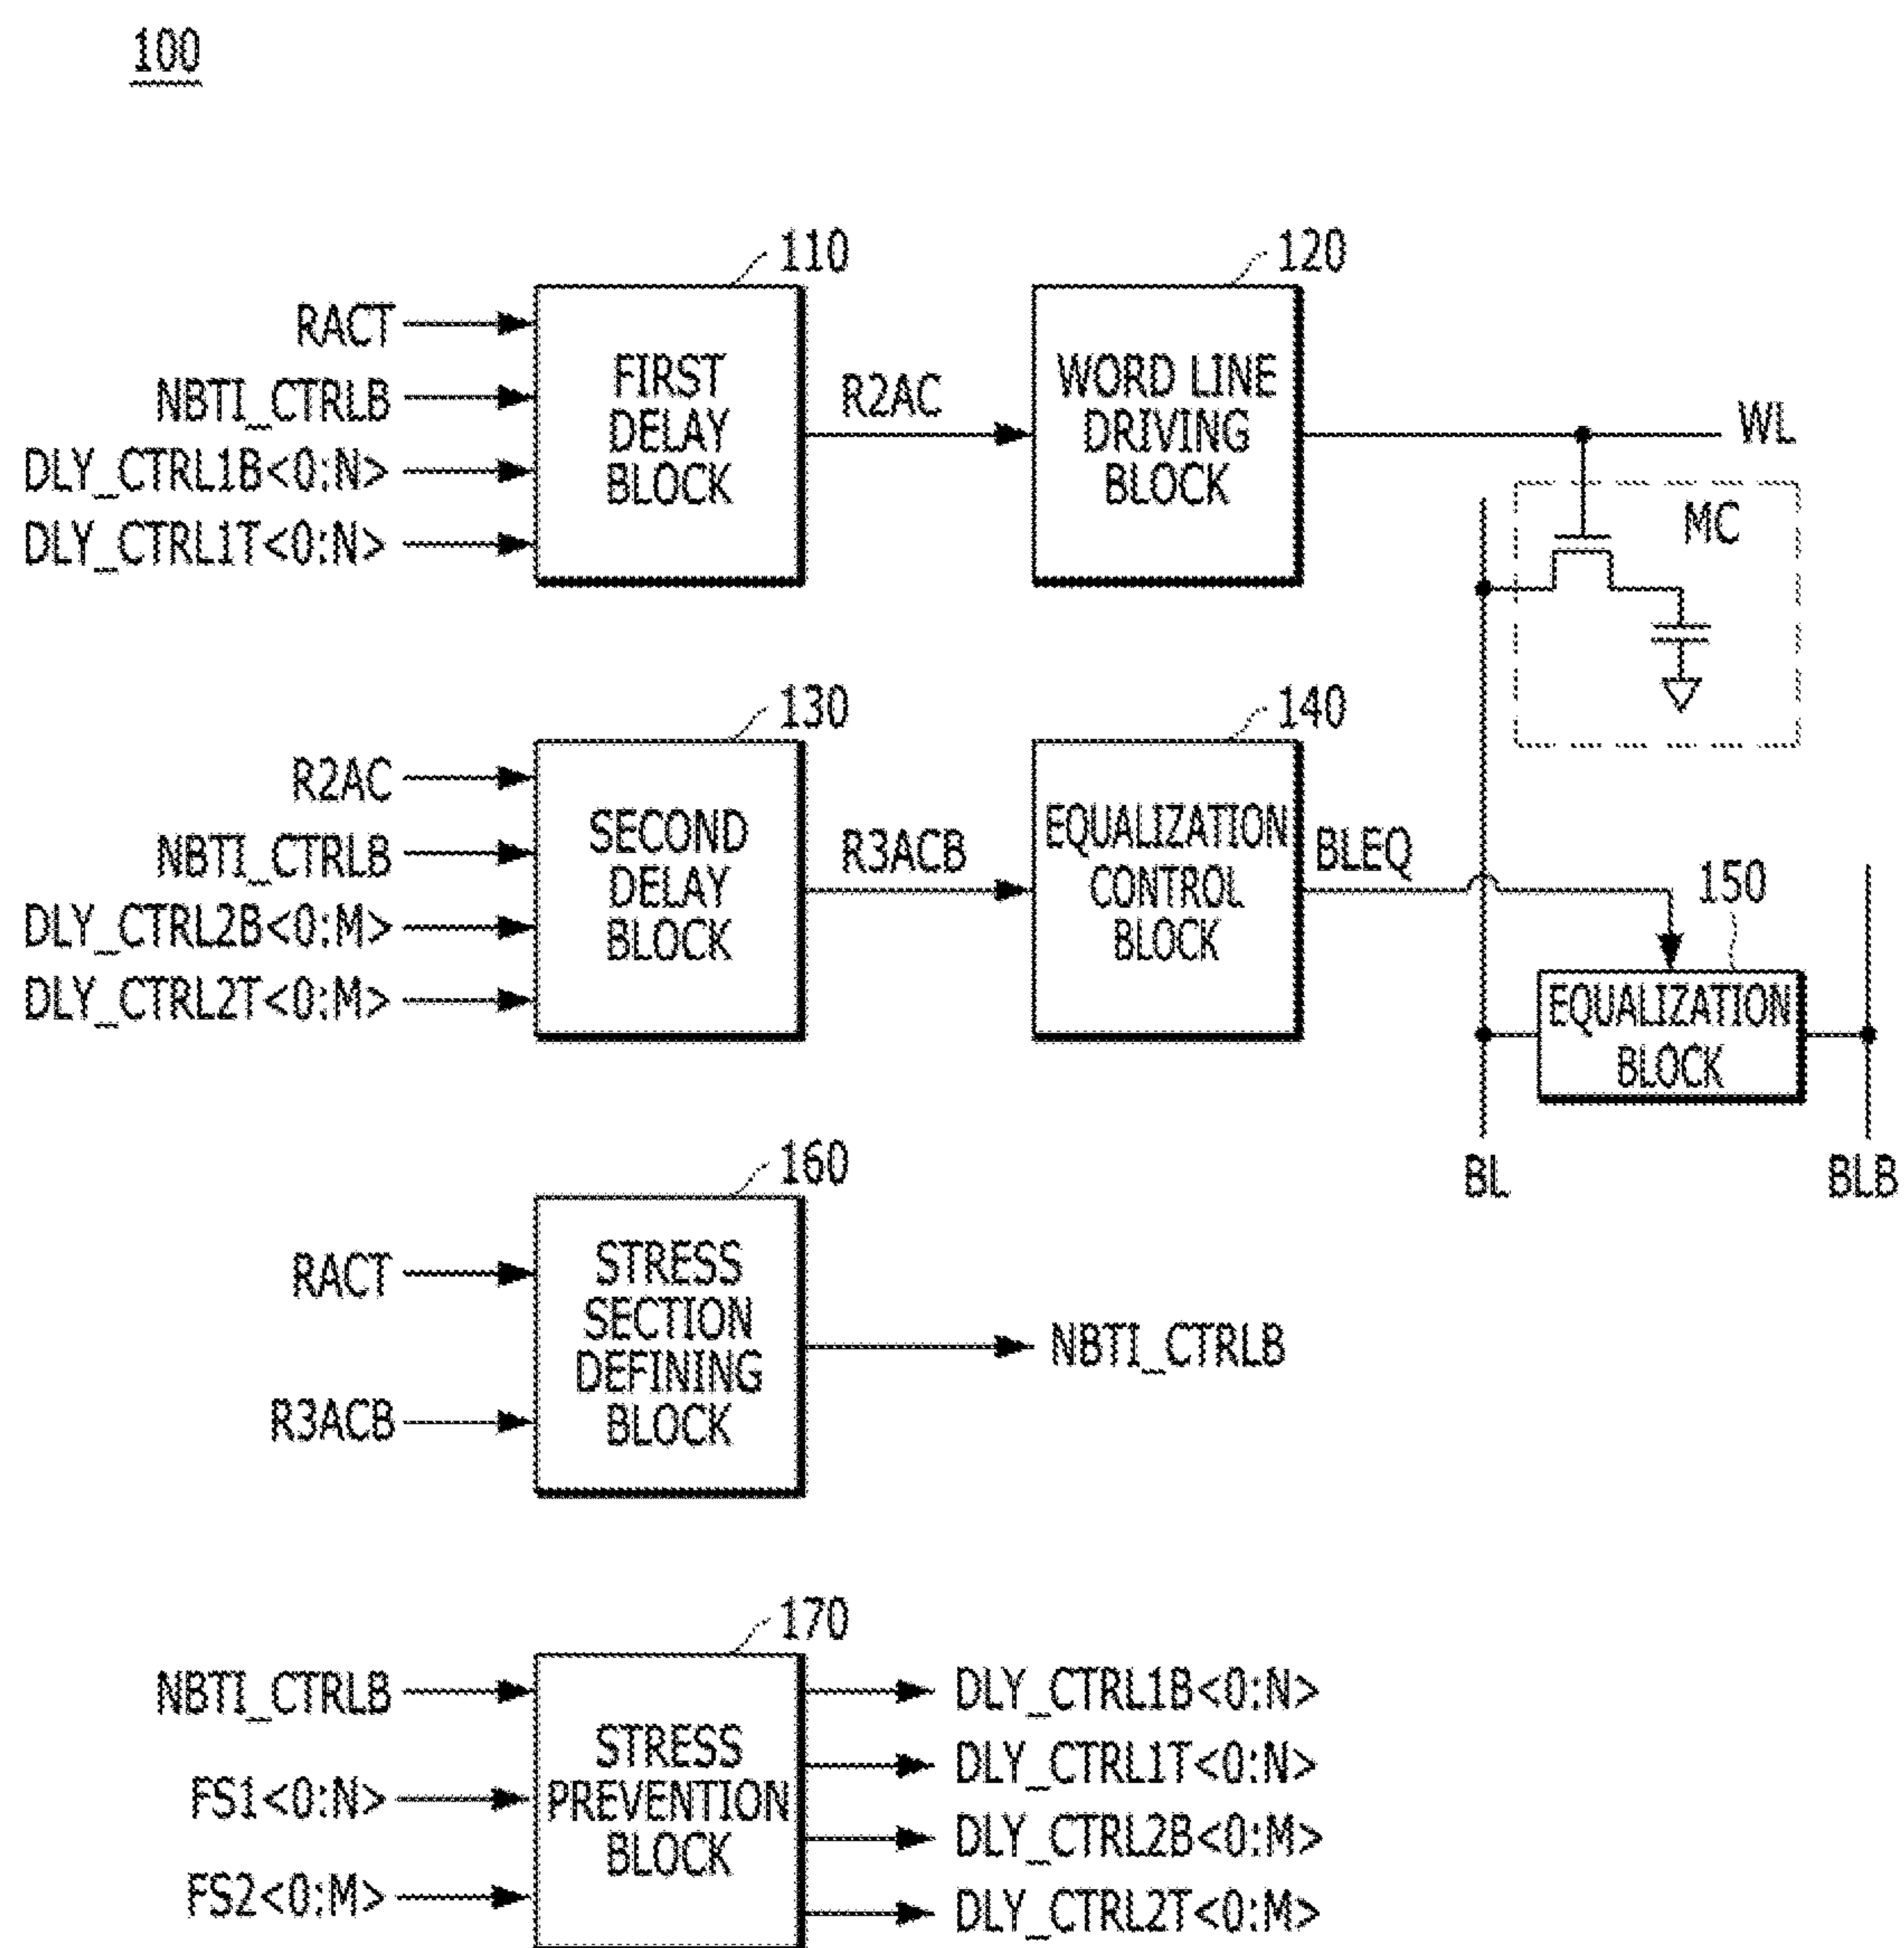 100
110
120
RACT
NBTI_CTRLB
DLY_CTRL1B<0:N>
DLY_CTRL1T<0:N>
FIRST
DELAY
BLOCK
R2AC
WORD LINE
DRIVING
BLOCK
WL
MC
130
140
R2AC
NBTI_CTRLB
DLY_CTRL2B<0:M>
DLY_CTRL2T<0:M>
SECOND
DELAY
BLOCK
R3ACB
EQUALIZATION
CONTROL
BLOCK
BLEQ
150
EQUALIZATION
BLOCK
BL
BLB
160
RACT
R3ACB
STRESS
SECTION
DEFINING
BLOCK
NBTI_CTRLB
170
NBTI_CTRLB
FS1<0:N>
FS2<0:M>
STRESS
PREVENTION
BLOCK
DLY_CTRL1B<0:N>
DLY_CTRL1T<0:N>
DLY_CTRL2B<0:M>
DLY_CTRL2T<0:M>